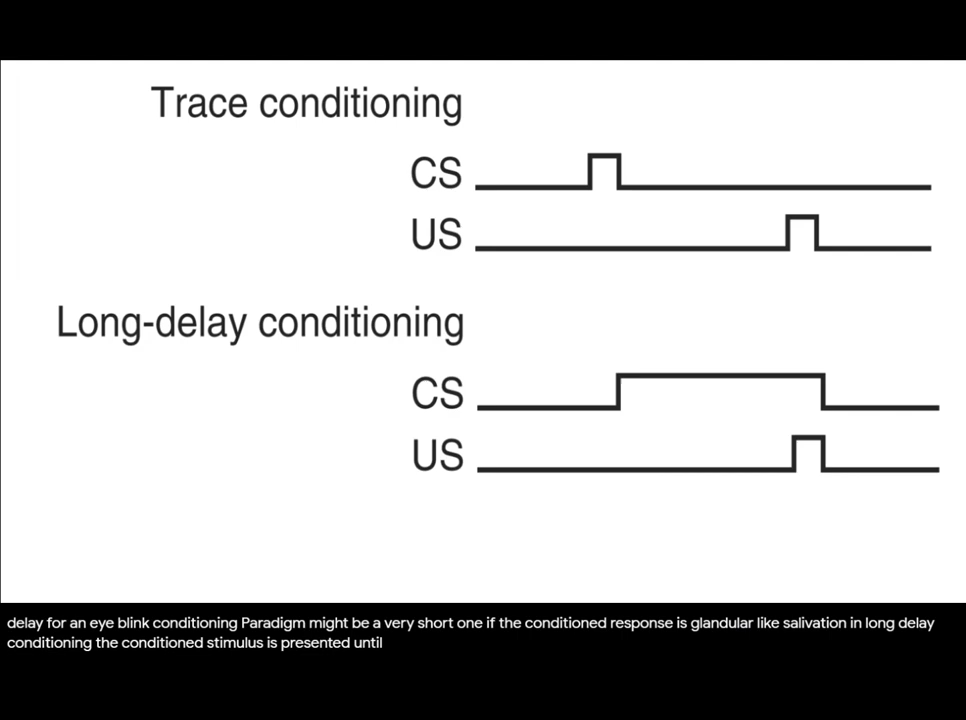 Trace conditioning
CS
US
Long-delay conditioning
CS
US
delay for an eye blink conditioning Paradigm might be a very short one if the conditioned response is glandular like salivation in long delay
conditioning the conditioned stimulus is presented until